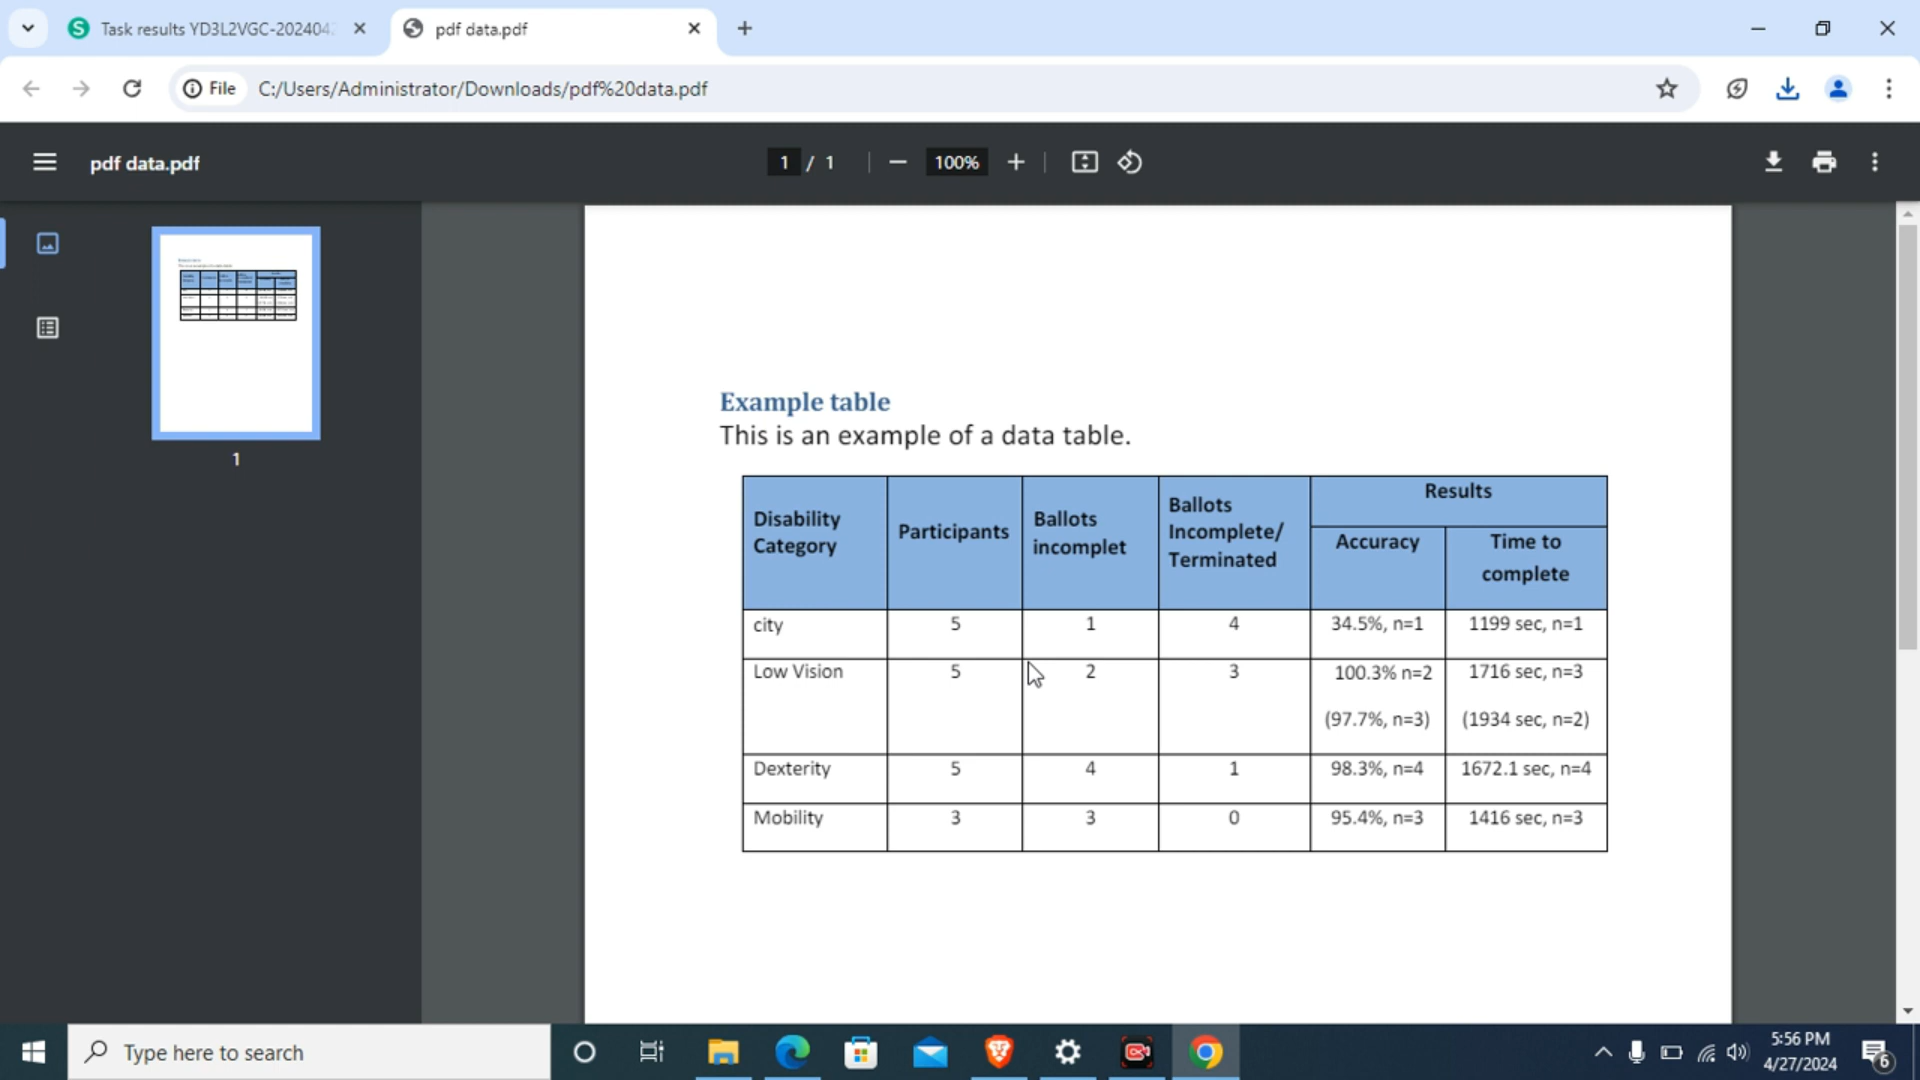 Task results YD3L2VGC-202404
pdf data.pdf
File
C:/Users/Administrator/Downloads/pdf%20data.pdf
pdf data.pdf
1 / 1
100%
1
Example table
This is an example of a data table.
Disability Category
Participants
Ballots incomplet
Ballots Incomplete/ Terminated
Results
Accuracy
Time to complete
city 5 1 4 34.5%, n=1 1199 sec, n=1
Low Vision 5 2 3 100.3% n=2 1716 sec, n=3
(97.7%, n=3) (1934 sec, n=2)
Dexterity 5 4 1 98.3%, n=4 1672.1 sec, n=4
Mobility 3 3 0 95.4%, n=3 1416 sec, n=3
Type here to search
5:56 PM
4/27/2024
6